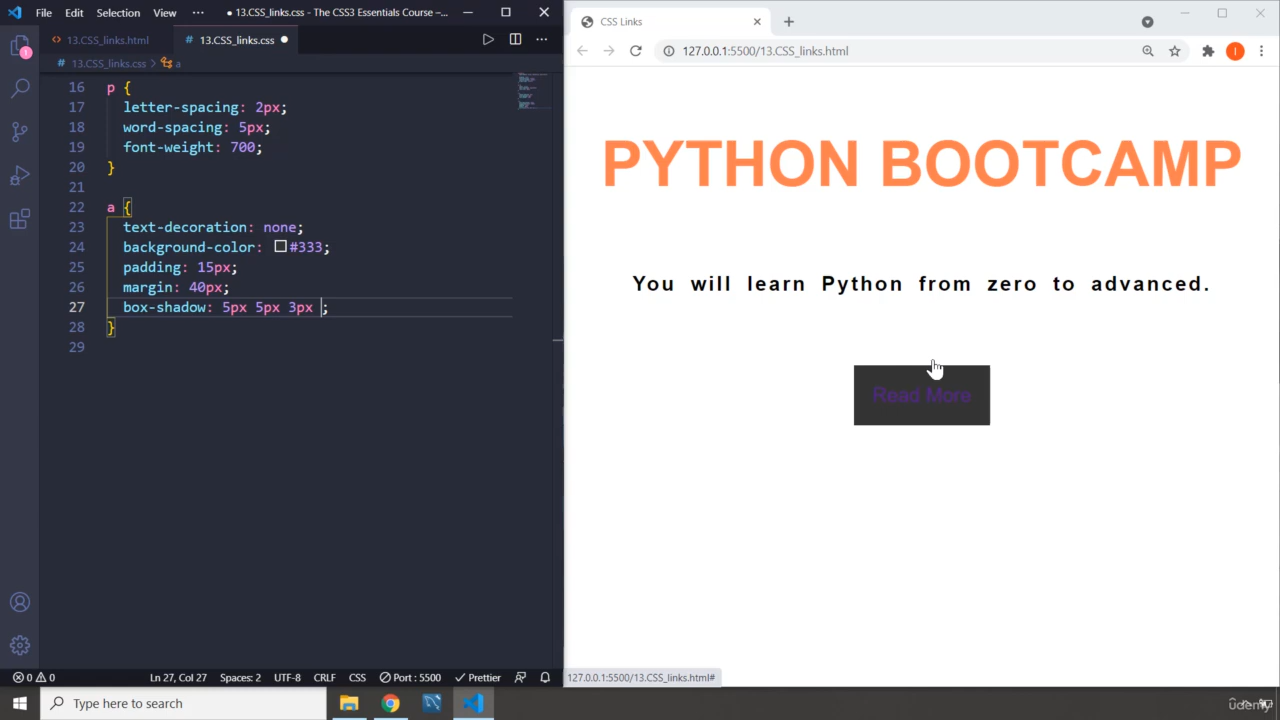 File Edit Selection View ··· ● 13.CSS_links.css - The CSS3 Essentials Course –...
CSS Links
13.CSS_links.html
13.CSS_links.css
127.0.0.1:5500/13.CSS_links.html
I
1
13.CSS_links.css > a
16 p {
17 letter-spacing: 2px;
18 word-spacing: 5px;
19 font-weight: 700;
20 }
21
22 a {
23 text-decoration: none;
24 background-color: #333;
25 padding: 15px;
26 margin: 40px;
27 box-shadow: 5px 5px 3px ;
28 }
29
PYTHON BOOTCAMP
You will learn Python from zero to advanced.
Read More
0 0 Ln 27, Col 27 Spaces: 2 UTF-8 CRLF CSS Port : 5500 Prettier
127.0.0.1:5500/13.CSS_links.html#
Type here to search
ûdemy